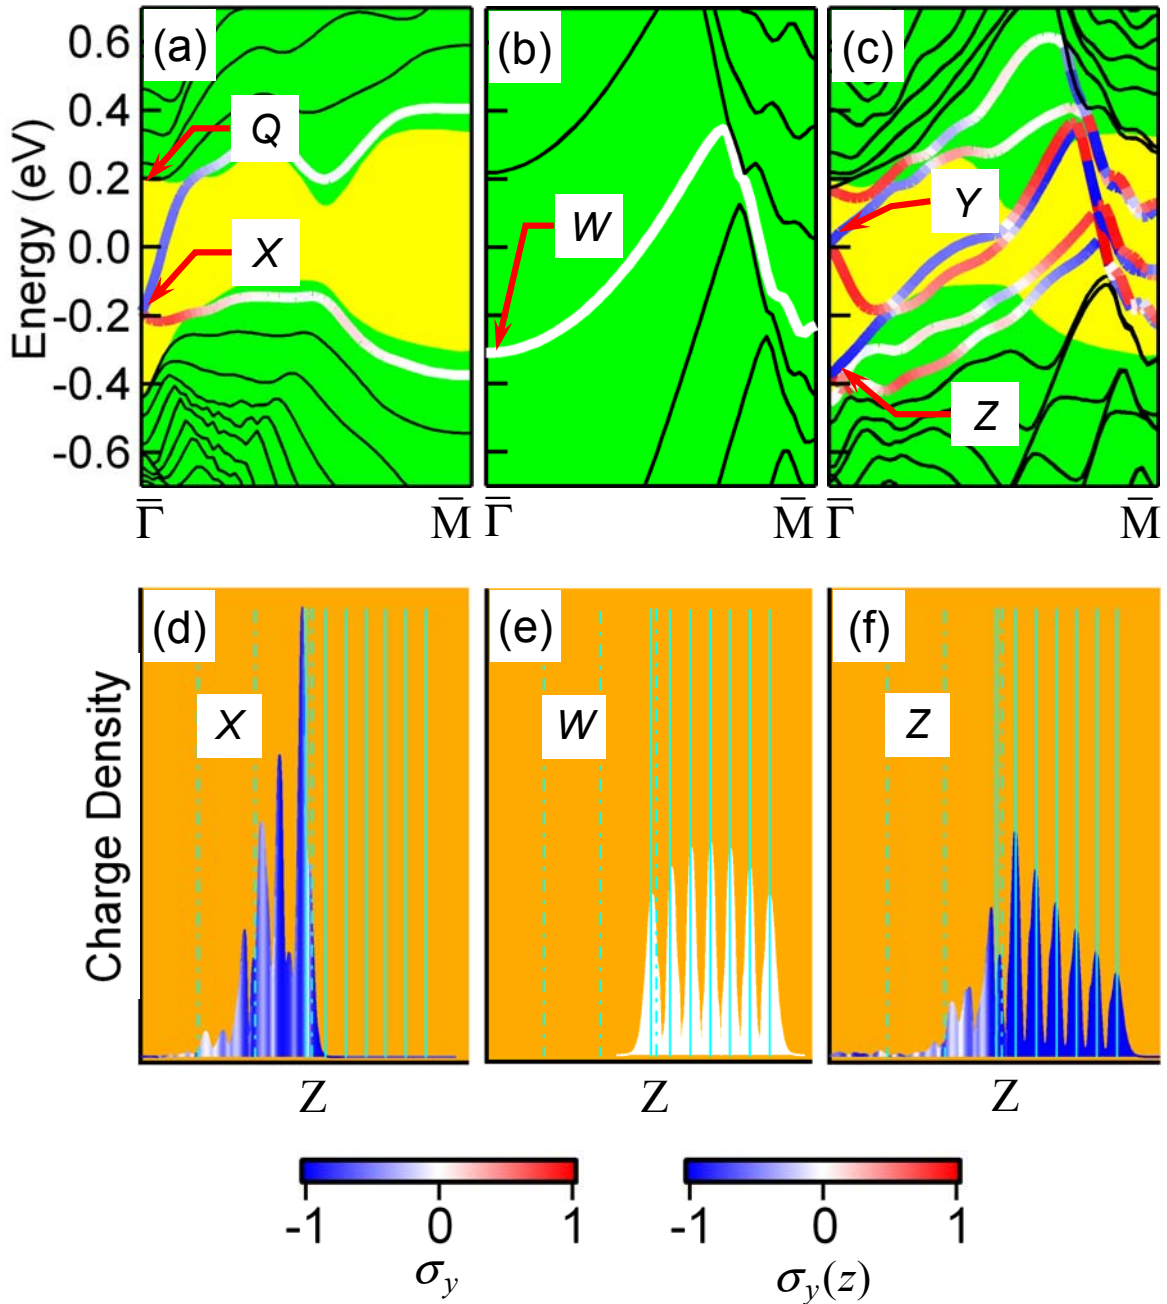 (a) (b) (c)
Energy (eV)
0.6
0.4
0.2
0.0
-0.2
-0.4
-0.6
Q
X
W
Y
Z
Γ̿ M̄ Γ̿ M̄ Γ̿ M̄
(d) (e) (f)
X W Z
Charge Density
Z Z Z
-1 0 1 -1 0 1
σy σy(z)